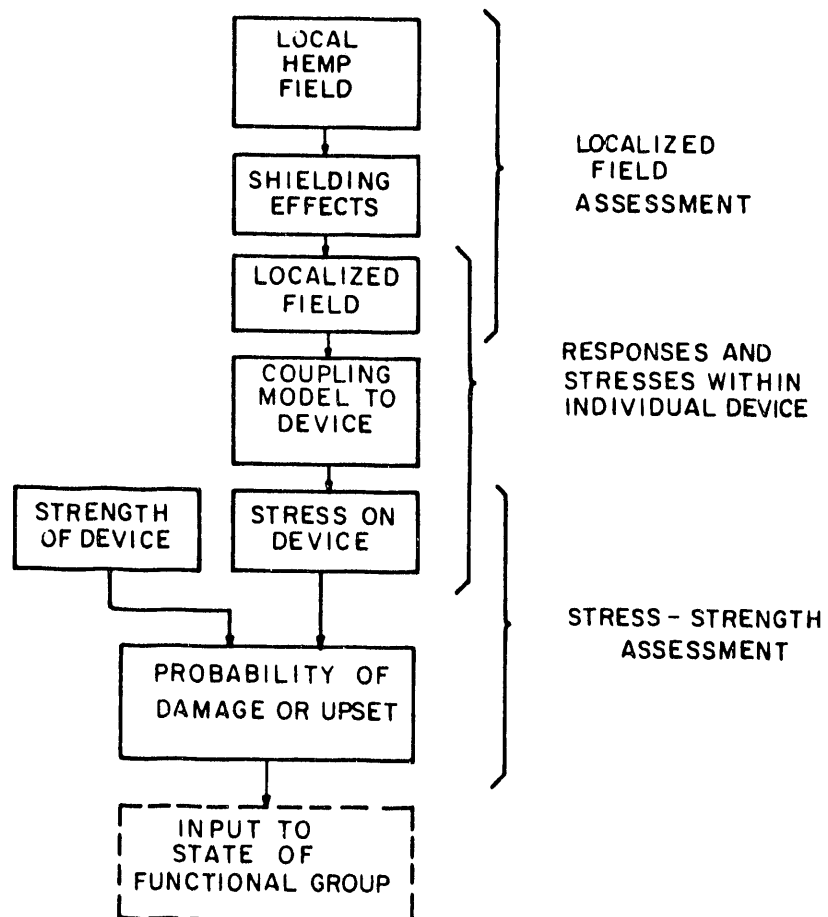 LOCAL
HEMP
FIELD
SHIELDING
EFFECTS
LOCALIZED
FIELD
ASSESSMENT
LOCALIZED
FIELD
COUPLING
MODEL TO
DEVICE
RESPONSES AND
STRESSES WITHIN
INDIVIDUAL DEVICE
STRENGTH
OF DEVICE
STRESS ON
DEVICE
STRESS - STRENGTH
ASSESSMENT
PROBABILITY OF
DAMAGE OR UPSET
INPUT TO
STATE OF
FUNCTIONAL GROUP